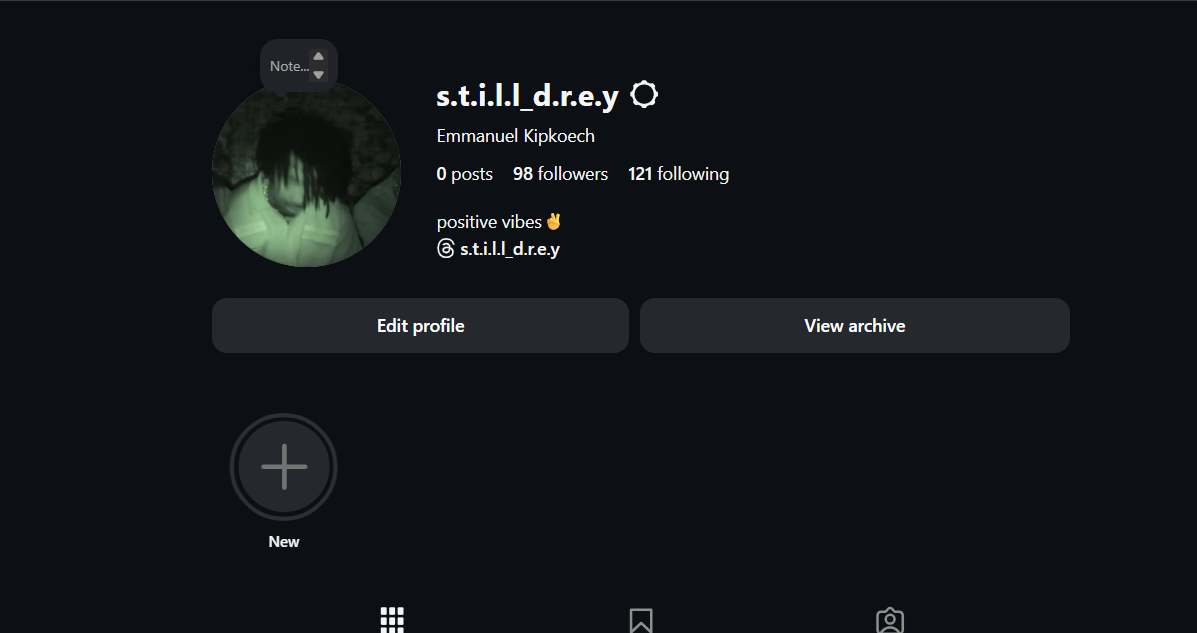 Note...
s.t.i.l.l_d.r.e.y
Emmanuel Kipkoech
0 posts 98 followers 121 following
positive vibes✌️
s.t.i.l.l_d.r.e.y
Edit profile View archive
New